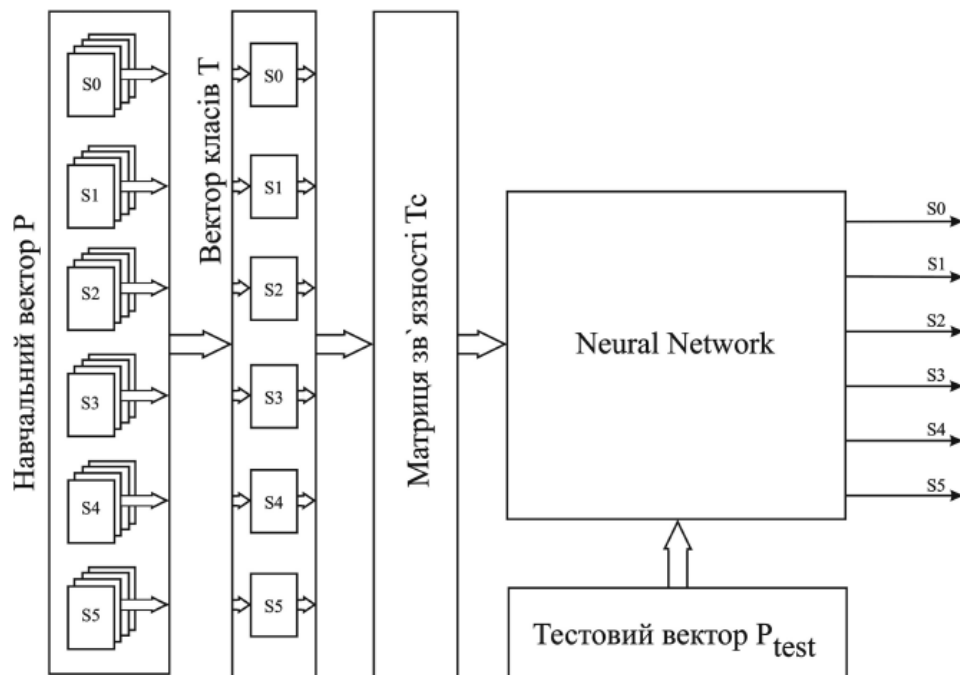 Навчальний вектор P
S0
S1
S2
S3
S4
S5
Вектор класів T
S0
S1
S2
S3
S4
S5
Матриця зв`язності Tc
Neural Network
S0
S1
S2
S3
S4
S5
Тестовий вектор P_test